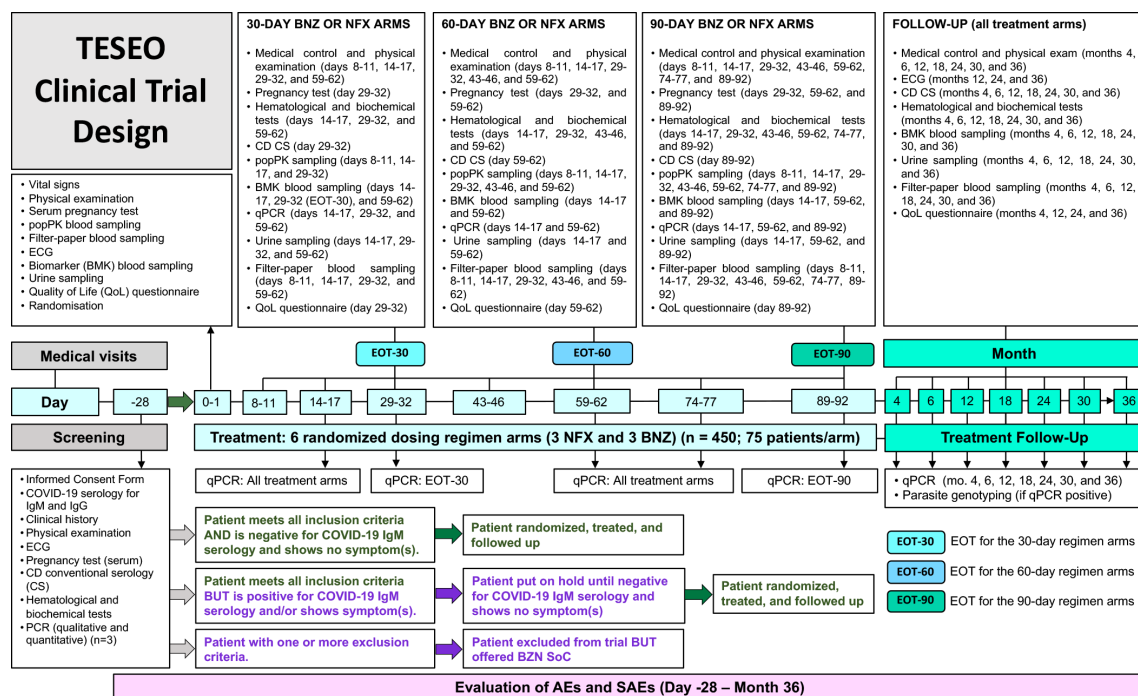 TESEO
Clinical Trial
Design
• Vital signs
• Physical examination
• Serum pregnancy test
• popPK blood sampling
• Filter-paper blood sampling
• ECG
• Biomarker (BMK) blood sampling
• Urine sampling
• Quality of Life (QoL) questionnaire
• Randomisation
30-DAY BNZ OR NFX ARMS
• Medical control and physical
examination (days 8-11, 14-17,
29-32, and 59-62)
• Pregnancy test (day 29-32)
• Hematological and biochemical
tests (days 14-17, 29-32, and
59-62)
• CD CS (day 29-32)
• popPK sampling (days 8-11, 14-
17, and 29-32)
• BMK blood sampling (days 14-
17, 29-32 (EOT-30), and 59-62)
• qPCR (days 14-17, 29-32, and
59-62)
• Urine sampling (days 14-17, 29-
32, and 59-62)
• Filter-paper blood sampling
(days 8-11, 14-17, 29-32, and
59-62)
• QoL questionnaire (day 29-32)
60-DAY BNZ OR NFX ARMS
• Medical control and physical
examination (days 8-11, 14-17, 29-
32, 43-46, and 59-62)
• Pregnancy test (days 29-32, and
59-62)
• Hematological and biochemical
tests (days 14-17, 29-32, 43-46,
and 59-62)
• CD CS (day 59-62)
• popPK sampling (days 8-11, 14-17,
29-32, 43-46, and 59-62)
• BMK blood sampling (days 14-17
and 59-62)
• qPCR (days 14-17 and 59-62)
• Urine sampling (days 14-17 and
59-62)
• Filter-paper blood sampling (days
8-11, 14-17, 29-32, 43-46, and 59-
62)
• QoL questionnaire (day 59-62)
90-DAY BNZ OR NFX ARMS
• Medical control and physical examination
(days 8-11, 14-17, 29-32, 43-46, 59-62,
74-77, and 89-92)
• Pregnancy test (days 29-32, 59-62, and
89-92)
• Hematological and biochemical tests
(days 14-17, 29-32, 43-46, 59-62, 74-77,
and 89-92)
• CD CS (day 89-92)
• popPK sampling (days 8-11, 14-17, 29-
32, 43-46, 59-62, 74-77, and 89-92)
• BMK blood sampling (days 14-17, 59-62,
and 89-92)
• qPCR (days 14-17, 59-62, and 89-92)
• Urine sampling (days 14-17, 59-62, and
89-92)
• Filter-paper blood sampling (days 8-11,
14-17, 29-32, 43-46, 59-62, 74-77, 89-
92)
• QoL questionnaire (day 89-92)
FOLLOW-UP (all treatment arms)
• Medical control and physical exam (months 4,
6, 12, 18, 24, 30, and 36)
• ECG (months 12, 24, and 36)
• CD CS (months 4, 6, 12, 18, 24, 30, and 36)
• Hematological and biochemical tests
(months 4, 6, 12, 18, 24, 30, and 36)
• BMK blood sampling (months 4, 6, 12, 18, 24,
30, and 36)
• Urine sampling (months 4, 6, 12, 18, 24, 30,
and 36)
• Filter-paper blood sampling (months 4, 6, 12,
18, 24, 30, and 36)
• QoL questionnaire (months 4, 12, 24, and 36)
Medical visits
EOT-30
EOT-60
EOT-90
Month
Day
-28
0-1
8-11
14-17
29-32
43-46
59-62
74-77
89-92
4
6
12
18
24
30
36
Screening
Treatment: 6 randomized dosing regimen arms (3 NFX and 3 BNZ) (n = 450; 75 patients/arm)
Treatment Follow-Up
qPCR: All treatment arms
qPCR: EOT-30
qPCR: All treatment arms
qPCR: EOT-90
• qPCR (mo. 4, 6, 12, 18, 24, 30, and 36)
• Parasite genotyping (if qPCR positive)
• Informed Consent Form
• COVID-19 serology for
IgM and IgG
• Clinical history
• Physical examination
• ECG
• Pregnancy test (serum)
• CD conventional serology
(CS)
• Hematological and
biochemical tests
• PCR (qualitative and
quantitative) (n=3)
Patient meets all inclusion criteria
AND is negative for COVID-19 IgM
serology and shows no symptom(s).
Patient randomized, treated, and
followed up
Patient meets all inclusion criteria
BUT is positive for COVID-19 IgM
serology and/or shows symptom(s).
Patient put on hold until negative
for COVID-19 IgM serology and
shows no symptom(s)
Patient randomized,
treated, and followed up
Patient with one or more exclusion
criteria.
Patient excluded from trial BUT
offered BZN SoC
EOT-30 EOT for the 30-day regimen arms
EOT-60 EOT for the 60-day regimen arms
EOT-90 EOT for the 90-day regimen arms
Evaluation of AEs and SAEs (Day -28 – Month 36)